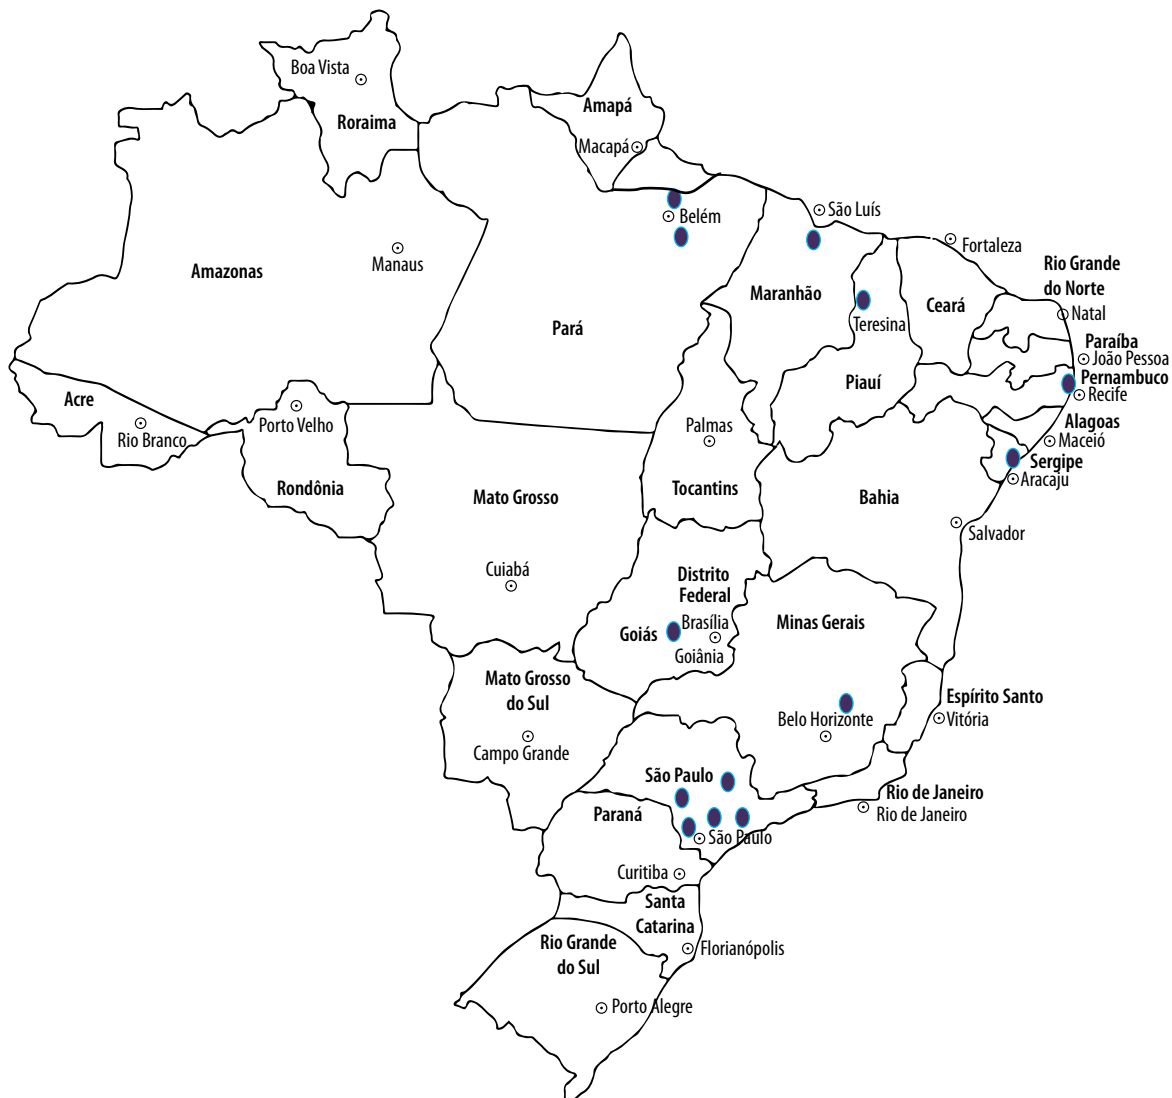 Boa Vista
Roraima
Amapá
Macapá
Belém
São Luís
Fortaleza
Amazonas
Manaus
Rio Grande
do Norte
Natal
Maranhão
Ceará
Teresina
Pará
Paraíba
João Pessoa
Piauí
Pernambuco
Recife
Acre
Rio Branco
Porto Velho
Palmas
Alagoas
Maceió
Sergipe
Aracaju
Rondônia
Mato Grosso
Tocantins
Bahia
Salvador
Cuiabá
Distrito
Federal
Brasília
Goiás
Goiânia
Minas Gerais
Mato Grosso
do Sul
Campo Grande
Espírito Santo
Vitória
Belo Horizonte
São Paulo
Rio de Janeiro
Rio de Janeiro
Paraná
São Paulo
Curitiba
Santa
Catarina
Florianópolis
Rio Grande
do Sul
Porto Alegre